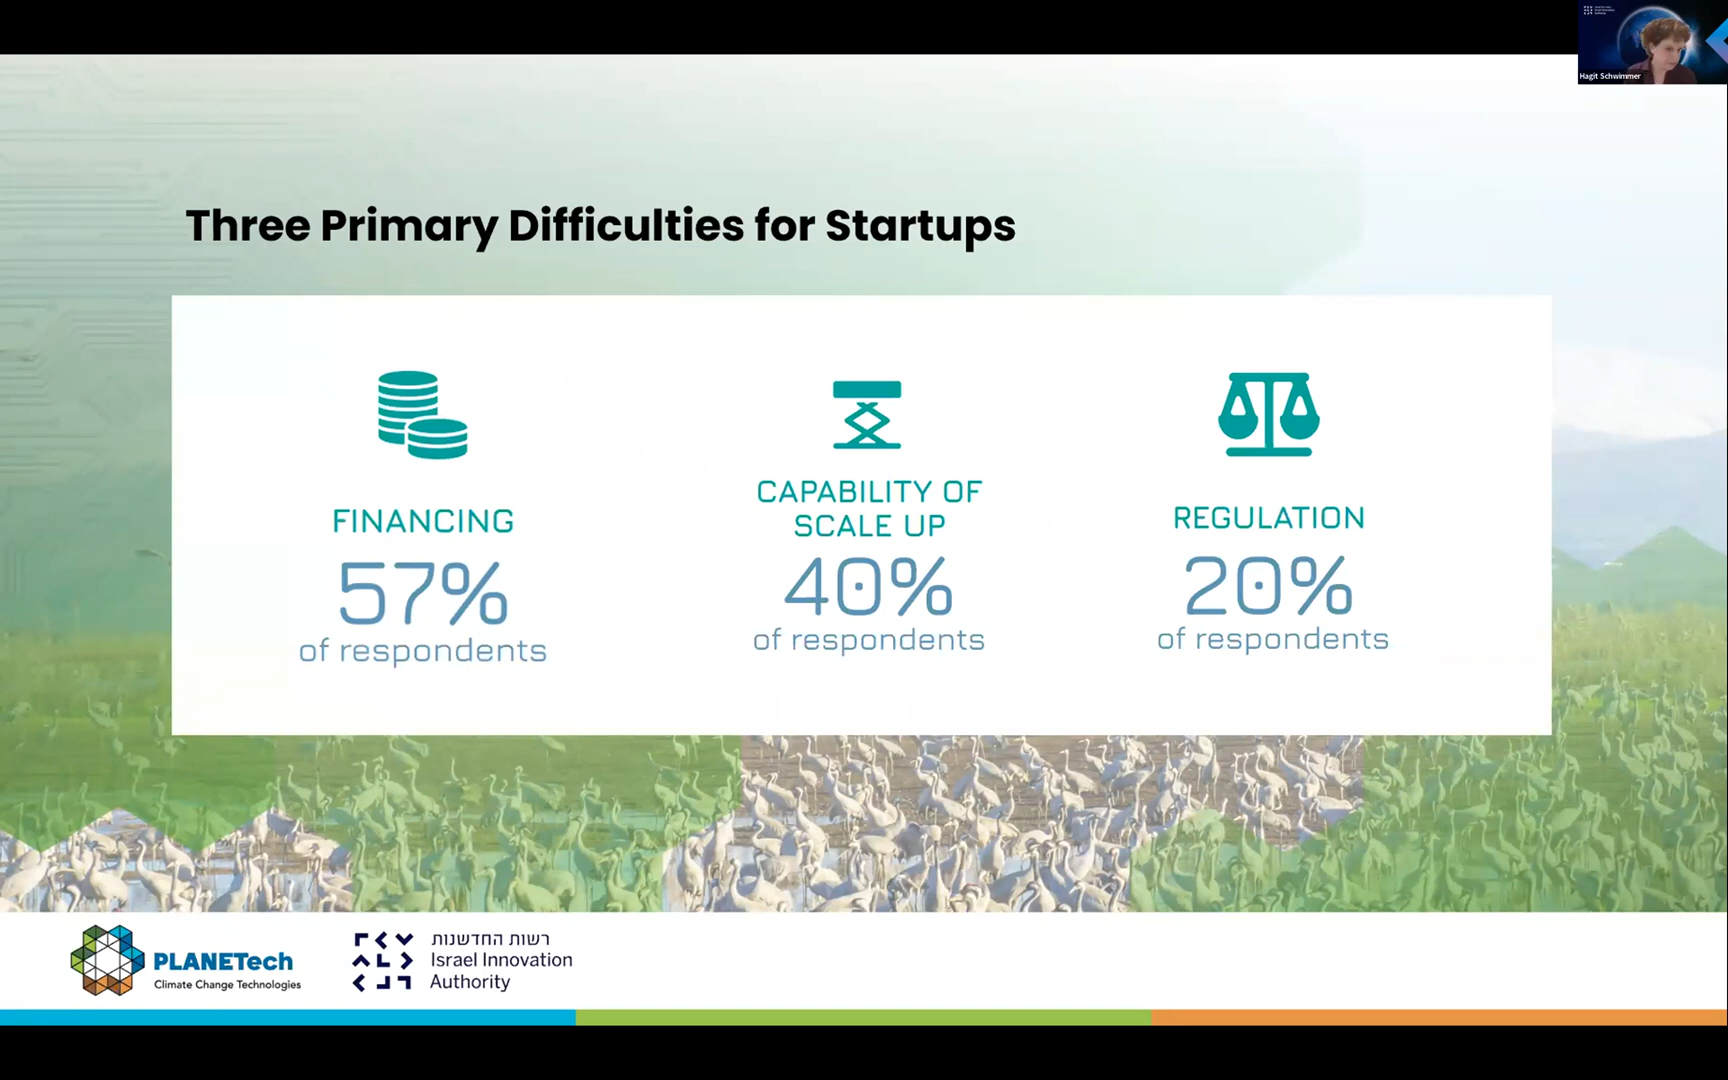 Hagit Schwimmer
Three Primary Difficulties for Startups
FINANCING
57%
of respondents
CAPABILITY OF
SCALE UP
40%
of respondents
REGULATION
20%
of respondents
PLANETech
Climate Change Technologies
רשות החדשנות
Israel Innovation
Authority